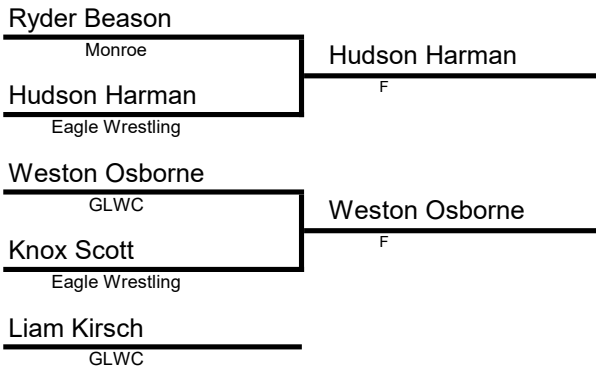 Ryder Beason
Monroe
Hudson Harman
F
Hudson Harman
Eagle Wrestling
Weston Osborne
GLWC
Weston Osborne
F
Knox Scott
Eagle Wrestling
Liam Kirsch
GLWC